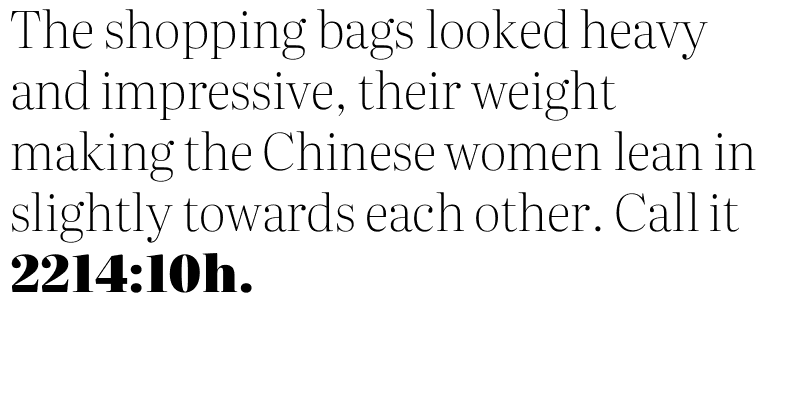 The shopping bags looked heavy
and impressive, their weight
making the Chinese women lean in
slightly towards each other. Call it
2214:10h.